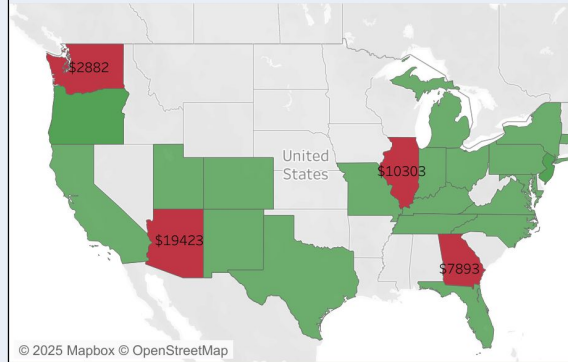 $2882
United
States
$10303
$19423
$7893
© 2025 Mapbox © OpenStreetMap